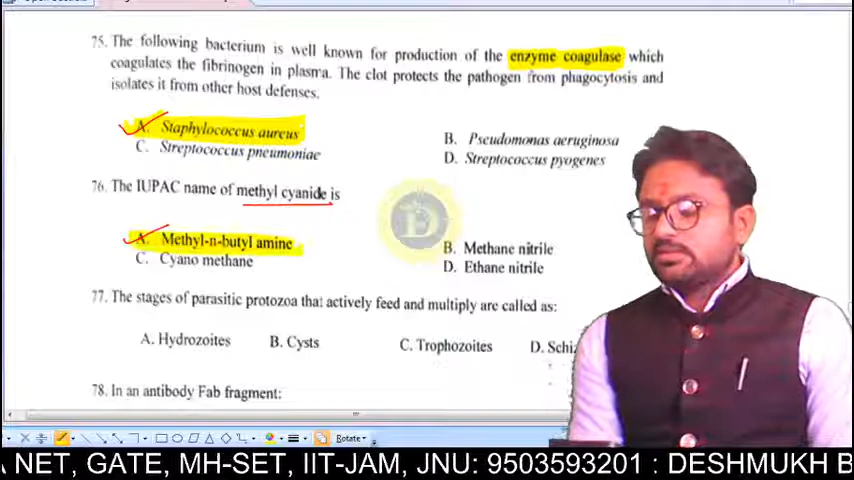 75. The following bacterium is well known for production of the enzyme coagulase which
coagulates the fibrinogen in plasma. The clot protects the pathogen from phagocytosis and
isolates it from other host defenses.
A. Staphylococcus aureus
B. Pseudomonas aeruginosa
C. Streptococcus pneumoniae
D. Streptococcus pyogenes
76. The IUPAC name of methyl cyanide is
A. Methyl-n-butyl amine
B. Methane nitrile
C. Cyano methane
D. Ethane nitrile
77. The stages of parasitic protozoa that actively feed and multiply are called as:
A. Hydrozoites B. Cysts C. Trophozoites D. Schi
78. In an antibody Fab fragment:
D
Rotate
A NET, GATE, MH-SET, IIT-JAM, JNU: 9503593201 : DESHMUKH B